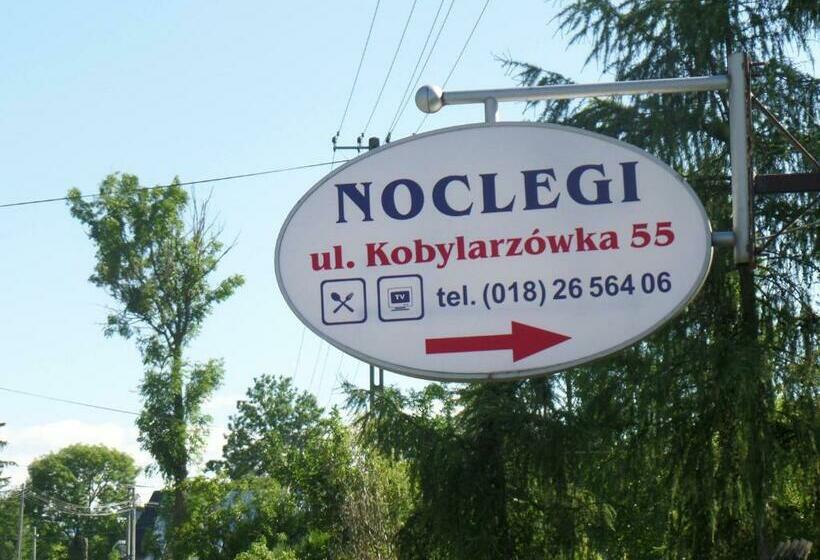 NOCLEGI
ul. Kobylarzówka 55
TV tel. (018) 26 564 06